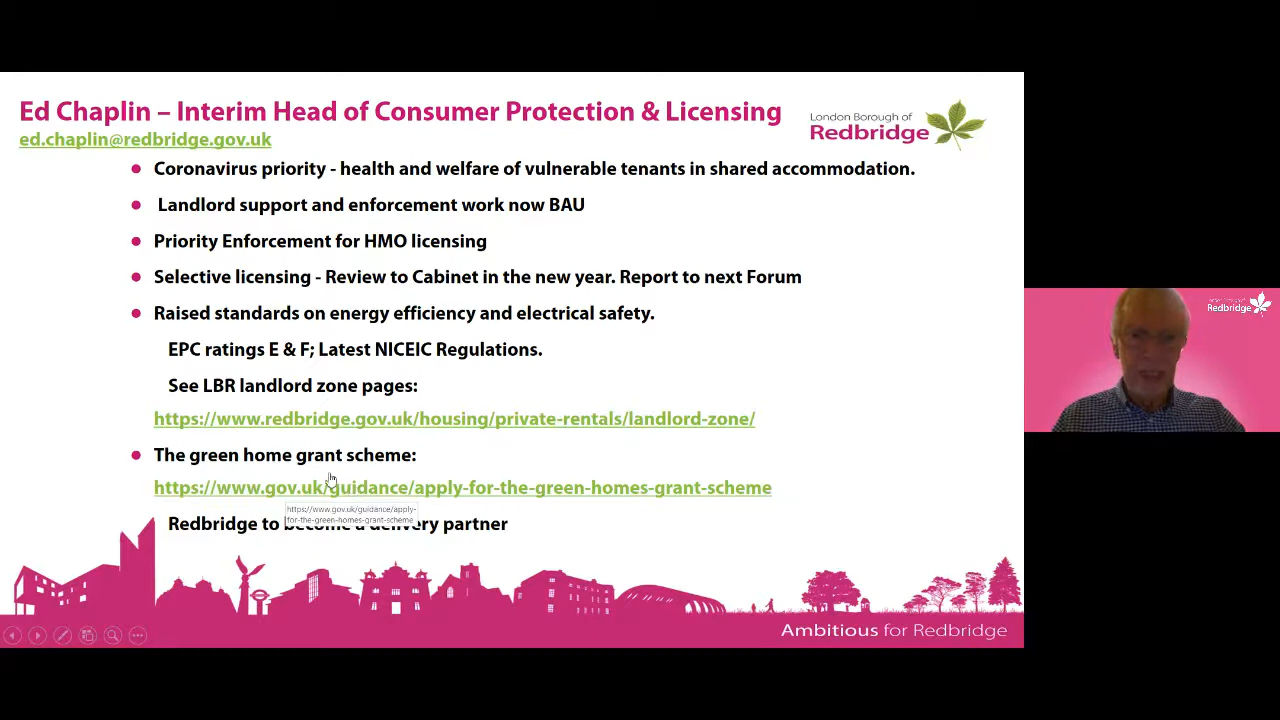 Ed Chaplin – Interim Head of Consumer Protection & Licensing
ed.chaplin@redbridge.gov.uk
London Borough of
Redbridge
Coronavirus priority - health and welfare of vulnerable tenants in shared accommodation.
Landlord support and enforcement work now BAU
Priority Enforcement for HMO licensing
Selective licensing - Review to Cabinet in the new year. Report to next Forum
Raised standards on energy efficiency and electrical safety.
EPC ratings E & F; Latest NICEIC Regulations.
See LBR landlord zone pages:
https://www.redbridge.gov.uk/housing/private-rentals/landlord-zone/
The green home grant scheme:
https://www.gov.uk/guidance/apply-for-the-green-homes-grant-scheme
https://www.gov.uk/guidance/apply-
for-the-green-homes-grant-scheme
Redbridge to become a delivery partner
Ambitious for Redbridge
Redbridge